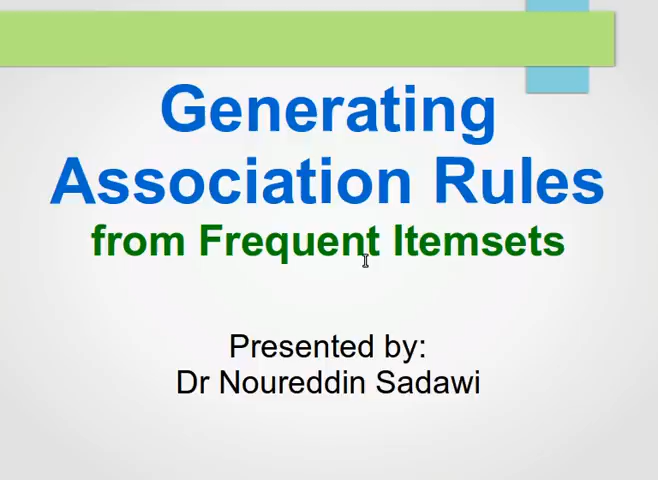 Generating
Association Rules
from Frequent Itemsets
Presented by:
Dr Noureddin Sadawi